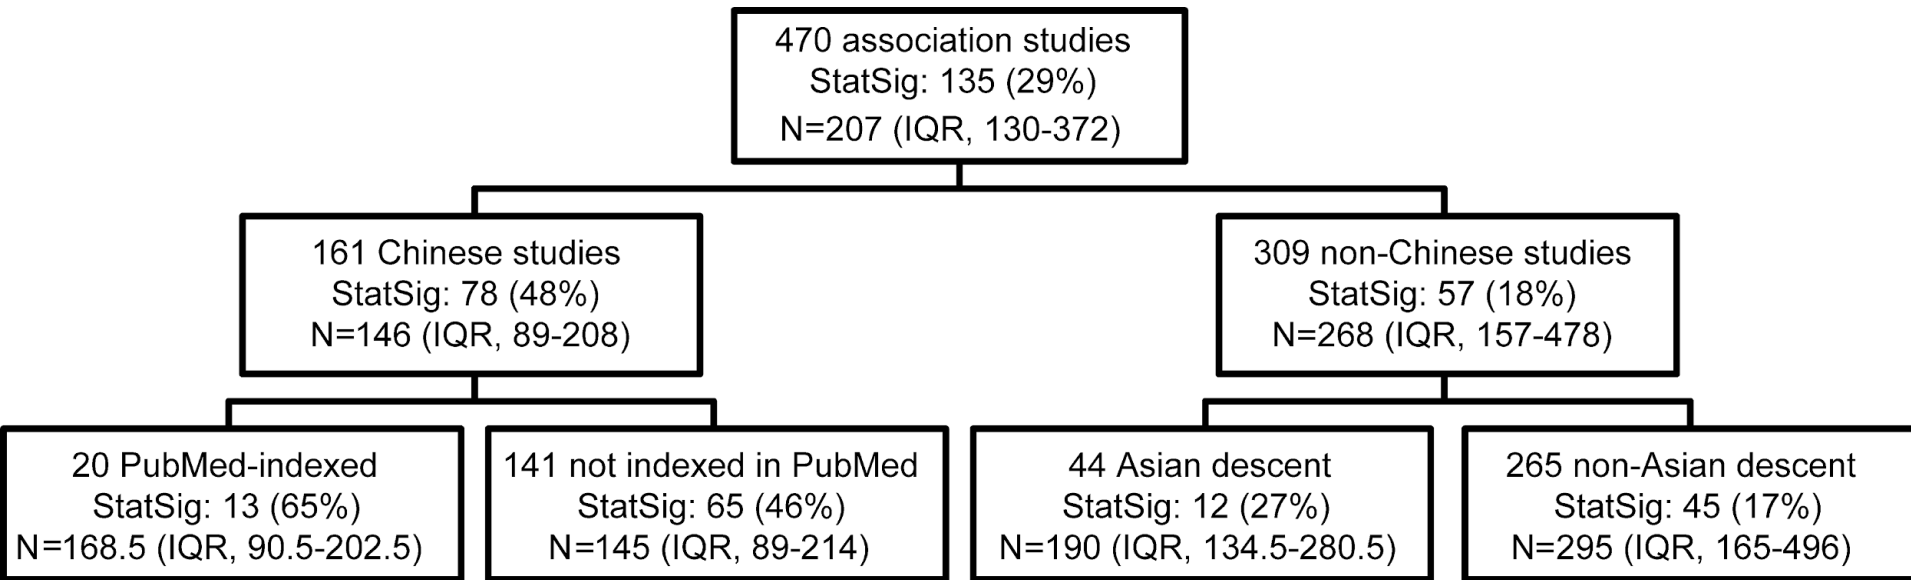 470 association studies
StatSig: 135 (29%)
N=207 (IQR, 130-372)
161 Chinese studies
StatSig: 78 (48%)
N=146 (IQR, 89-208)
309 non-Chinese studies
StatSig: 57 (18%)
N=268 (IQR, 157-478)
20 PubMed-indexed
StatSig: 13 (65%)
N=168.5 (IQR, 90.5-202.5)
141 not indexed in PubMed
StatSig: 65 (46%)
N=145 (IQR, 89-214)
44 Asian descent
StatSig: 12 (27%)
N=190 (IQR, 134.5-280.5)
265 non-Asian descent
StatSig: 45 (17%)
N=295 (IQR, 165-496)